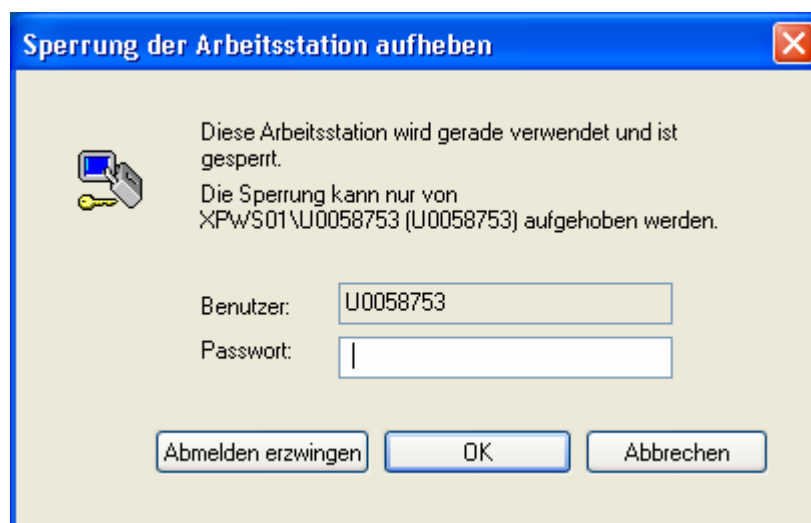 Sperrung der Arbeitsstation aufheben
Diese Arbeitsstation wird gerade verwendet und ist
gesperrt.
Die Sperrung kann nur von
XPWS01\U0058753 (U0058753) aufgehoben werden.
Benutzer: U0058753
Passwort:
Abmelden erzwingen OK Abbrechen